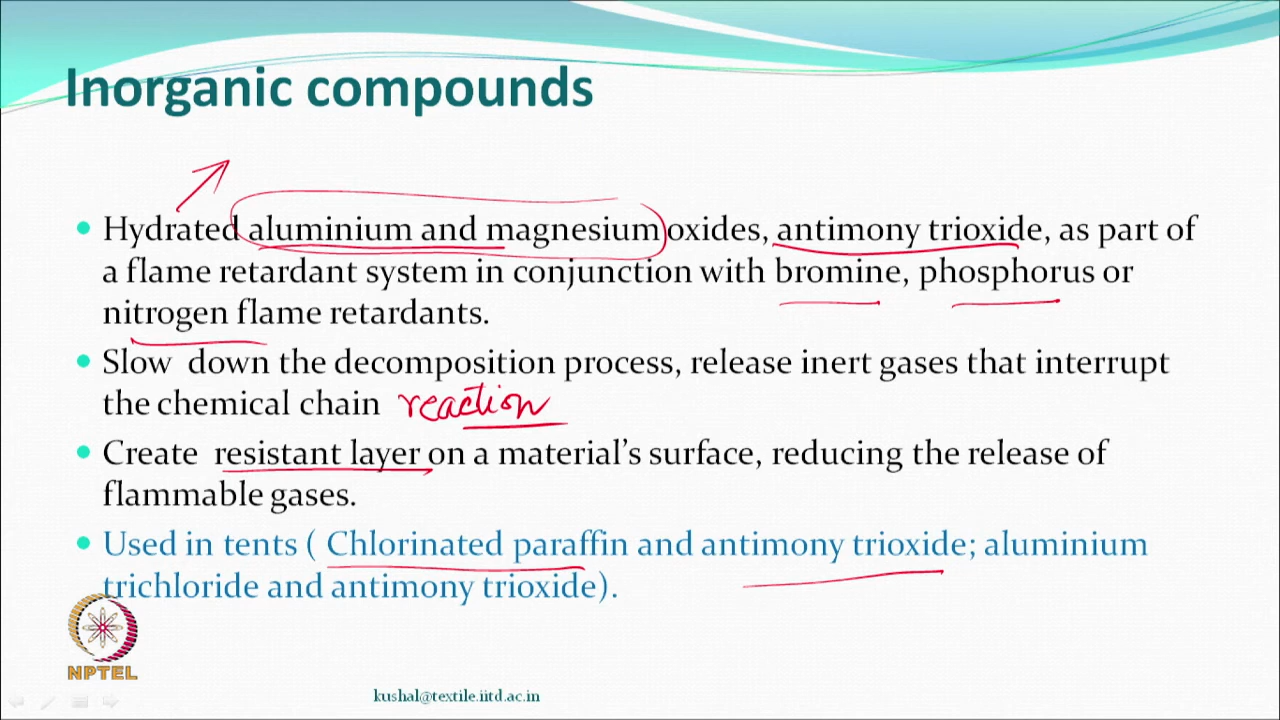 Inorganic compounds
Hydrated aluminium and magnesium oxides, antimony trioxide, as part of
a flame retardant system in conjunction with bromine, phosphorus or
nitrogen flame retardants.
Slow down the decomposition process, release inert gases that interrupt
the chemical chain reaction
Create resistant layer on a material's surface, reducing the release of
flammable gases.
Used in tents ( Chlorinated paraffin and antimony trioxide; aluminium
trichloride and antimony trioxide).
NPTEL
kushal@textile.iitd.ac.in